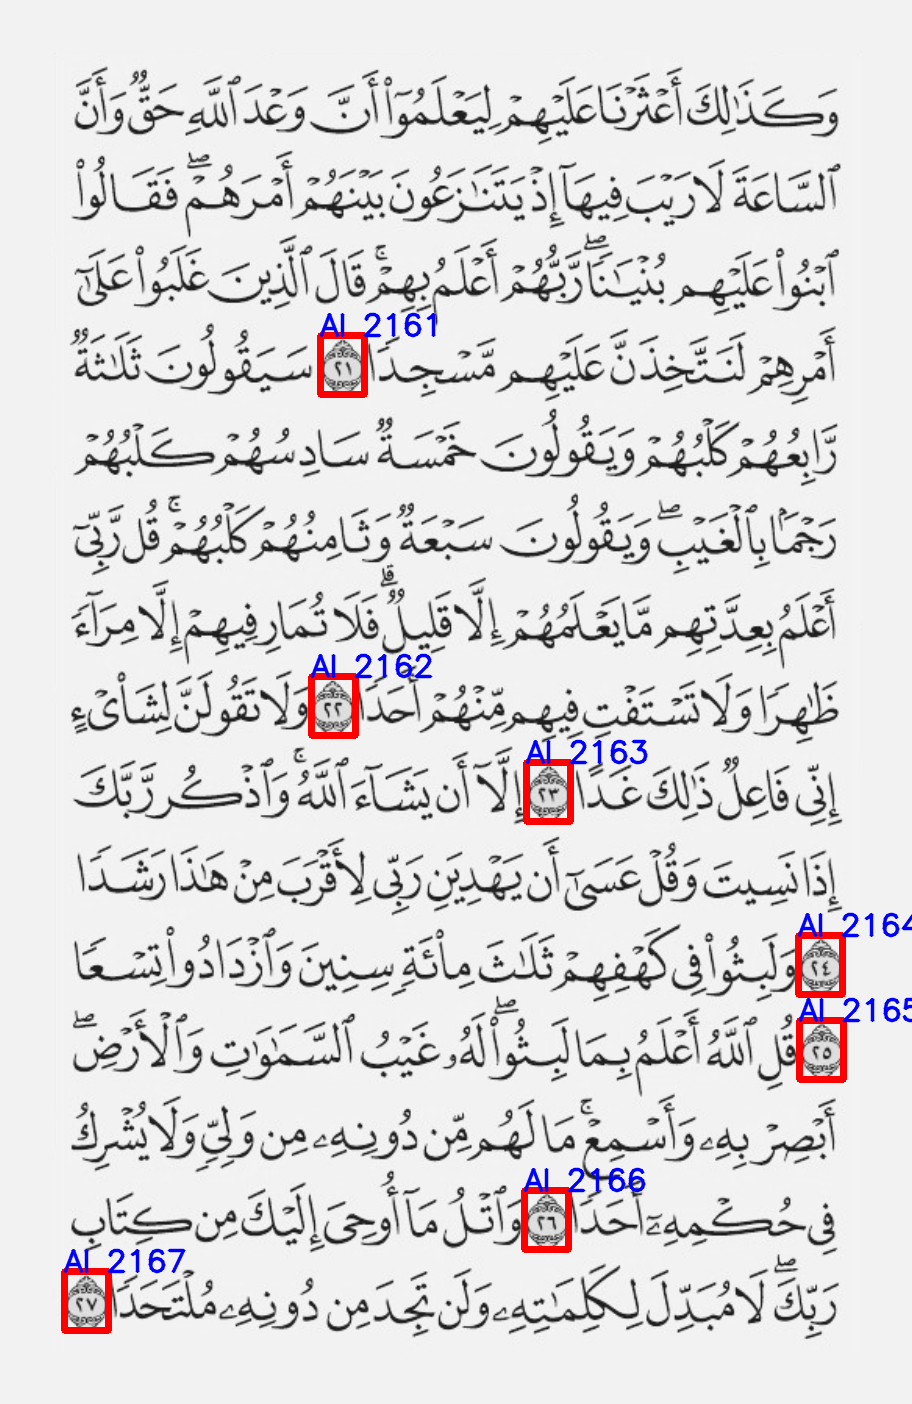 وَكَذَٰلِكَ أَعْثَرْنَا عَلَيْهِمْ لِيَعْلَمُوٓا۟ أَنَّ وَعْدَ ٱللَّهِ حَقٌّ وَأَنَّ
ٱلسَّاعَةَ لَا رَيْبَ فِيهَآ إِذْ يَتَنَٰزَعُونَ بَيْنَهُمْ أَمْرَهُمْ ۖ فَقَالُوا۟
ٱبْنُوا۟ عَلَيْهِم بُنْيَٰنًا ۖ رَّبُّهُمْ أَعْلَمُ بِهِمْ ۚ قَالَ ٱلَّذِينَ غَلَبُوا۟ عَلَىٰٓ
AI_2161
أَمْرِهِمْ لَنَتَّخِذَنَّ عَلَيْهِم مَّسْجِدًا ٢١ سَيَقُولُونَ ثَلَٰثَةٌ
رَّابِعُهُمْ كَلْبُهُمْ وَيَقُولُونَ خَمْسَةٌ سَادِسُهُمْ كَلْبُهُمْ
رَجْمًۢا بِٱلْغَيْبِ ۖ وَيَقُولُونَ سَبْعَةٌ وَثَامِنُهُمْ كَلْبُهُمْ ۚ قُل رَّبِّىٓ
أَعْلَمُ بِعِدَّتِهِم مَّا يَعْلَمُهُمْ إِلَّا قَلِيلٌ ۗ فَلَا تُمَارِ فِيهِمْ إِلَّا مِرَآءً
AI_2162
ظَٰهِرًا وَلَا تَسْتَفْتِ فِيهِم مِّنْهُمْ أَحَدًا ٢٢ وَلَا تَقُولَنَّ لِشَا۟ىْءٍ
AI_2163
إِنِّى فَاعِلٌ ذَٰلِكَ غَدًا ٢٣ إِلَّآ أَن يَشَآءَ ٱللَّهُ ۚ وَٱذْكُر رَّبَّكَ
إِذَا نَسِيتَ وَقُلْ عَسَىٰٓ أَن يَهْدِيَنِ رَبِّى لِأَقْرَبَ مِنْ هَٰذَا رَشَدًا
AI_2164
٢٤ وَلَبِثُوا۟ فِى كَهْفِهِمْ ثَلَٰثَ مِا۟ئَةٍ سِنِينَ وَٱزْدَادُوا۟ تِسْعًا
AI_2165
٢٥ قُلِ ٱللَّهُ أَعْلَمُ بِمَا لَبِثُوا۟ ۖ لَهُۥ غَيْبُ ٱلسَّمَٰوَٰتِ وَٱلْأَرْضِ ۖ
أَبْصِرْ بِهِۦ وَأَسْمِعْ ۚ مَا لَهُم مِّن دُونِهِۦ مِن وَلِىٍّ وَلَا يُشْرِكُ
AI_2166
فِى حُكْمِهِۦٓ أَحَدًا ٢٦ وَٱتْلُ مَآ أُوحِىَ إِلَيْكَ مِن كِتَابِ
AI_2167
رَبِّكَ ۖ لَا مُبَدِّلَ لِكَلِمَٰتِهِۦ وَلَن تَجِدَ مِن دُونِهِۦ مُلْتَحَدًا ٢٧